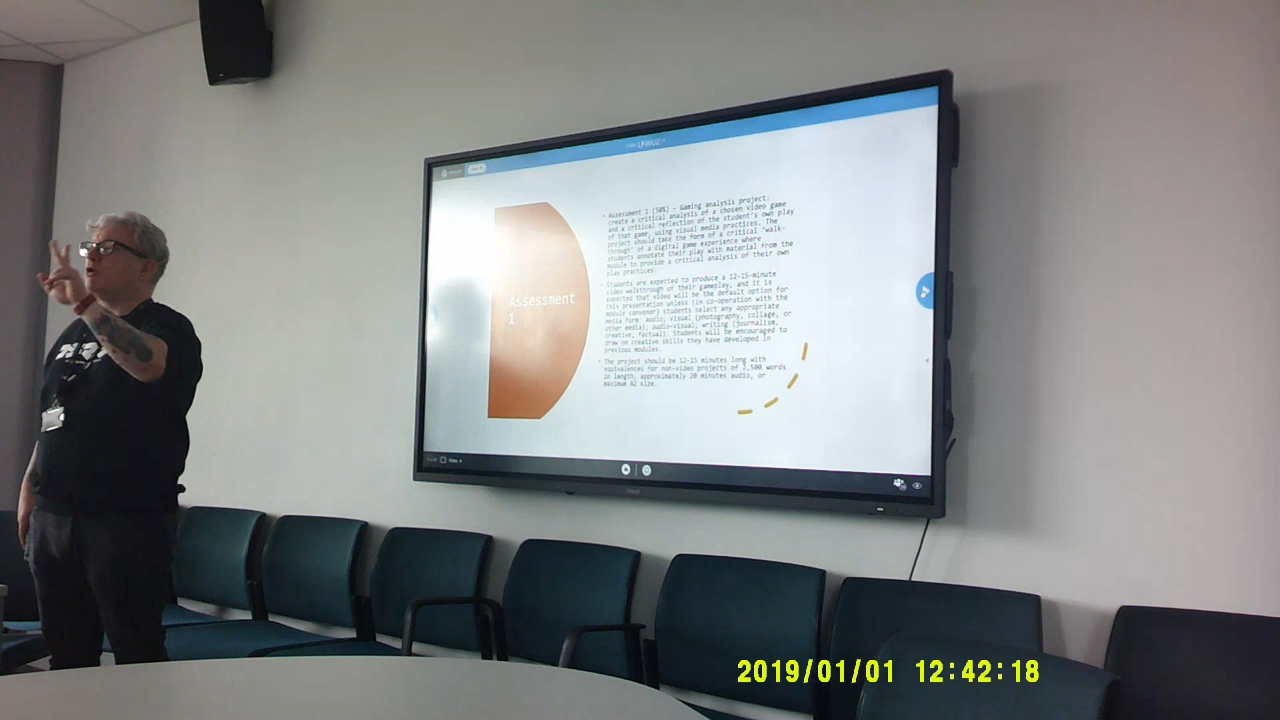 Assessment
1
• Assessment 1 (50%) - Gaming analysis project:
create a critical analysis of a chosen video game
and a critical reflection of the student's own play
of that game, using visual media practices. The
project should take the form of a critical 'walk-
through' of a digital game experience where
students annotate their play with material from the
module to provide a critical analysis of their own
play practices.
• Students are expected to produce a 12-15-minute
video walkthrough of their gameplay, and it is
expected that video will be the default option for
this presentation unless (in co-operation with the
module convenor) students select any appropriate
media form: audio; visual (photography, collage, or
other media); audio-visual; writing (journalism,
creative, factual). Students will be encouraged to
draw on creative skills they have developed in
previous modules.
• The project should be 12-15 minutes long with
equivalences for non-video projects of 2,500 words
in length, approximately 20 minutes audio, or
maximum A2 size.
2019/01/01 12:42:18